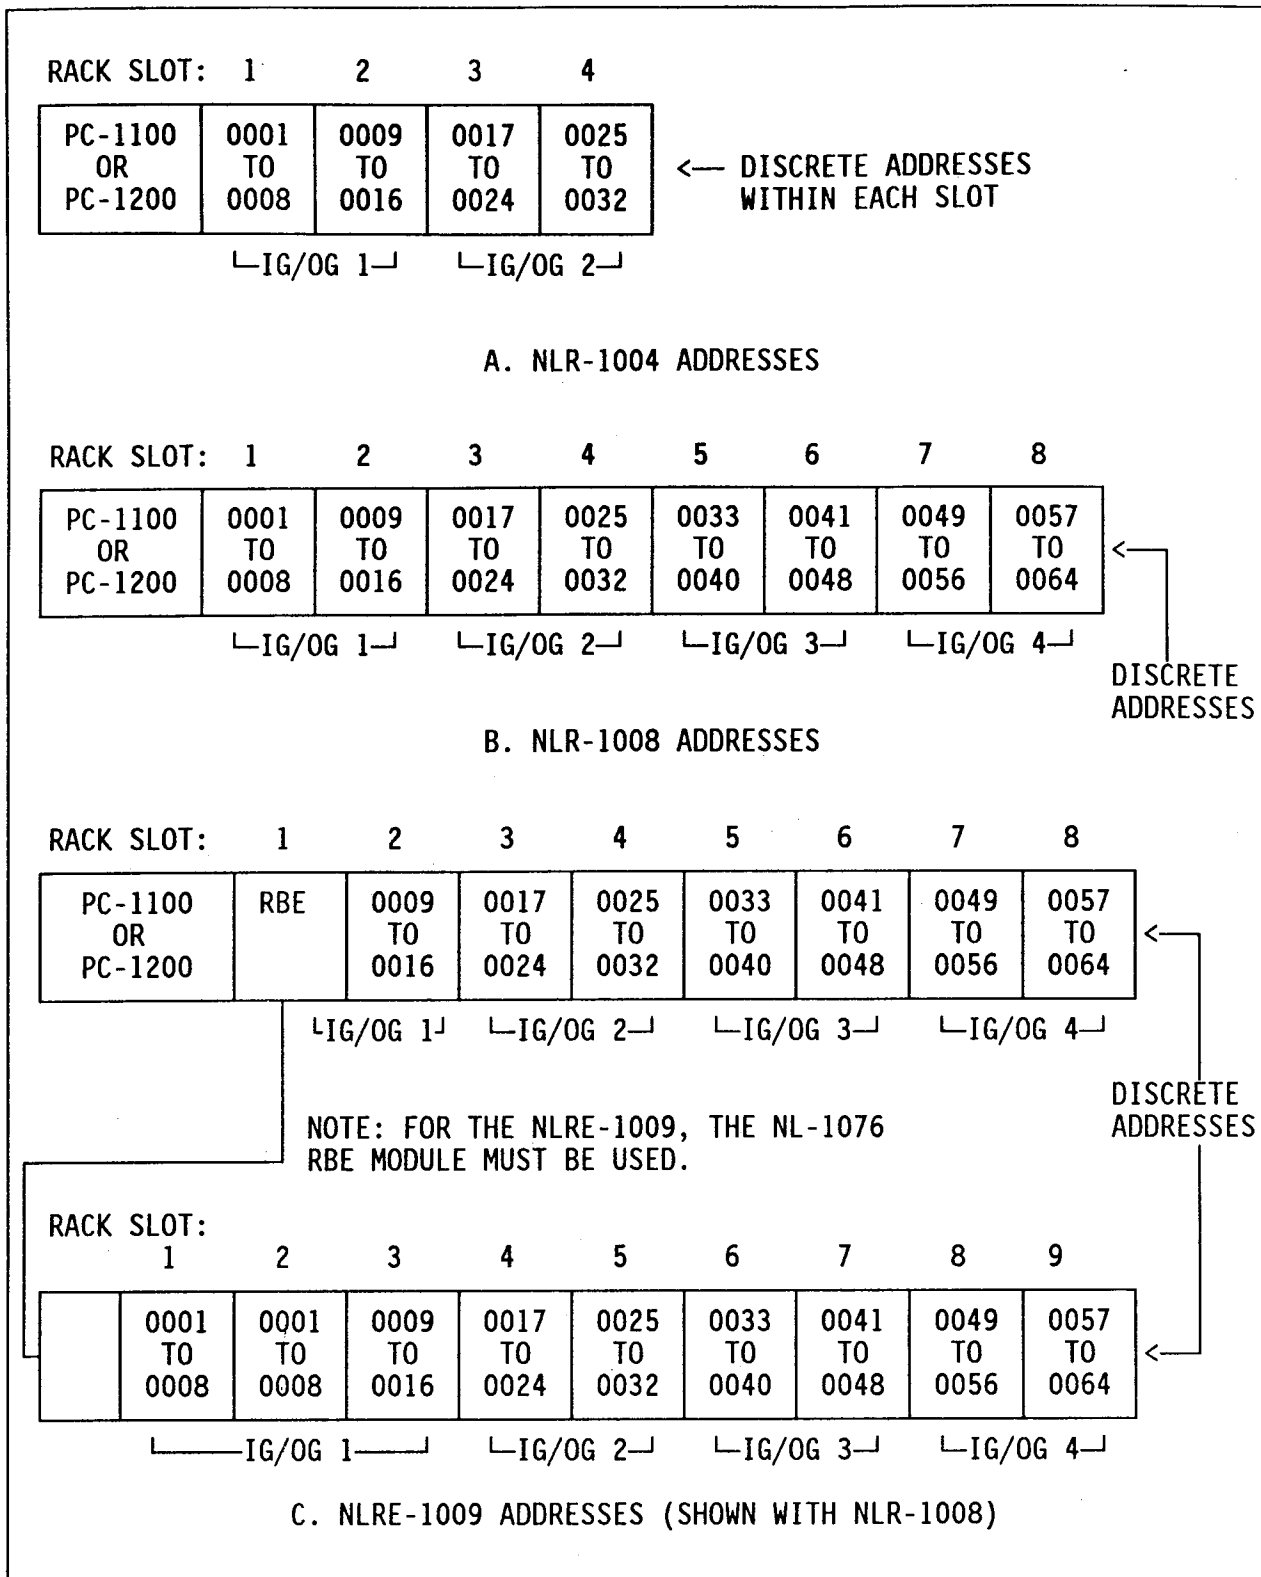 RACK SLOT: 1 2 3 4
PC-1100 0001 0009 0017 0025
OR TO TO TO TO <— DISCRETE ADDRESSES
PC-1200 0008 0016 0024 0032 WITHIN EACH SLOT
IG/OG 1 IG/OG 2
A. NLR-1004 ADDRESSES
RACK SLOT: 1 2 3 4 5 6 7 8
PC-1100 0001 0009 0017 0025 0033 0041 0049 0057
OR TO TO TO TO TO TO TO TO
PC-1200 0008 0016 0024 0032 0040 0048 0056 0064
IG/OG 1 IG/OG 2 IG/OG 3 IG/OG 4
DISCRETE
ADDRESSES
B. NLR-1008 ADDRESSES
RACK SLOT: 1 2 3 4 5 6 7 8
PC-1100 RBE 0009 0017 0025 0033 0041 0049 0057
OR TO TO TO TO TO TO TO
PC-1200 0016 0024 0032 0040 0048 0056 0064
IG/OG 1 IG/OG 2 IG/OG 3 IG/OG 4
DISCRETE
ADDRESSES
NOTE: FOR THE NLRE-1009, THE NL-1076
RBE MODULE MUST BE USED.
RACK SLOT:
1 2 3 4 5 6 7 8 9
0001 0001 0009 0017 0025 0033 0041 0049 0057
TO TO TO TO TO TO TO TO TO
0008 0008 0016 0024 0032 0040 0048 0056 0064
IG/OG 1 IG/OG 2 IG/OG 3 IG/OG 4
C. NLRE-1009 ADDRESSES (SHOWN WITH NLR-1008)